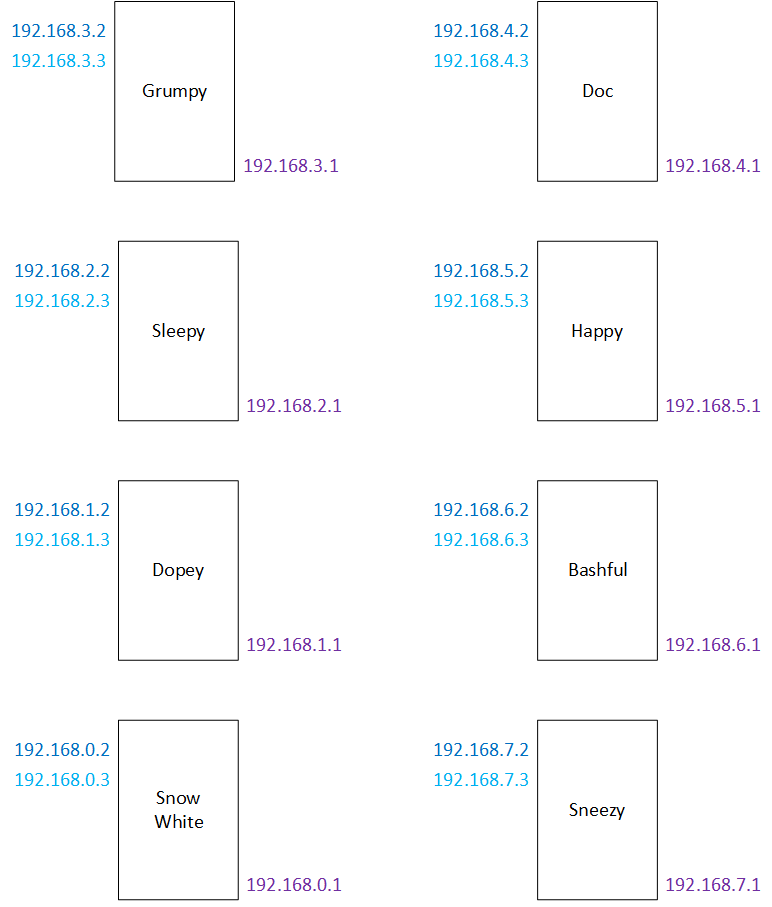 192.168.3.2
192.168.3.3
Grumpy
192.168.3.1
192.168.4.2
192.168.4.3
Doc
192.168.4.1
192.168.2.2
192.168.2.3
Sleepy
192.168.2.1
192.168.5.2
192.168.5.3
Happy
192.168.5.1
192.168.1.2
192.168.1.3
Dopey
192.168.1.1
192.168.6.2
192.168.6.3
Bashful
192.168.6.1
192.168.0.2
192.168.0.3
Snow
White
192.168.0.1
192.168.7.2
192.168.7.3
Sneezy
192.168.7.1